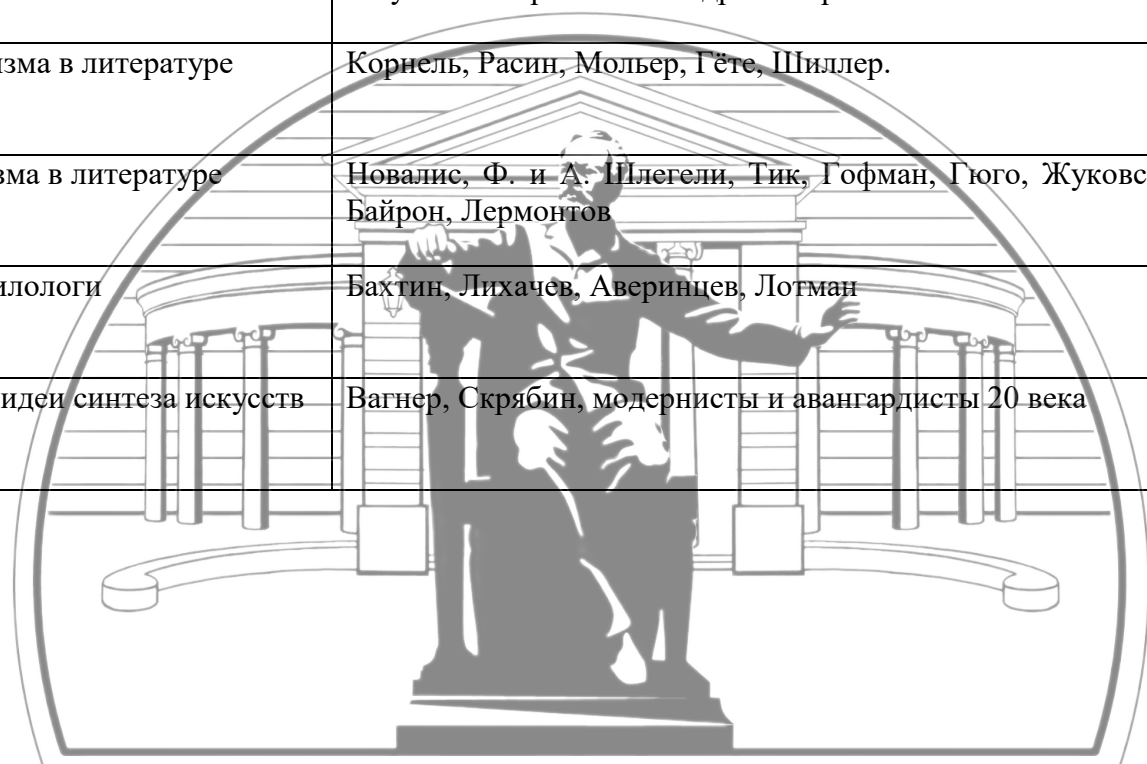 изма в литературе
Корнель, Расин, Мольер, Гёте, Шиллер.
зма в литературе
Новалис, Ф. и А. Шлегели, Тик, Гофман, Гюго, Жуковс
Байрон, Лермонтов
илологи
Бахтин, Лихачев, Аверинцев, Лотман
идеи синтеза искусств
Вагнер, Скрябин, модернисты и авангардисты 20 века